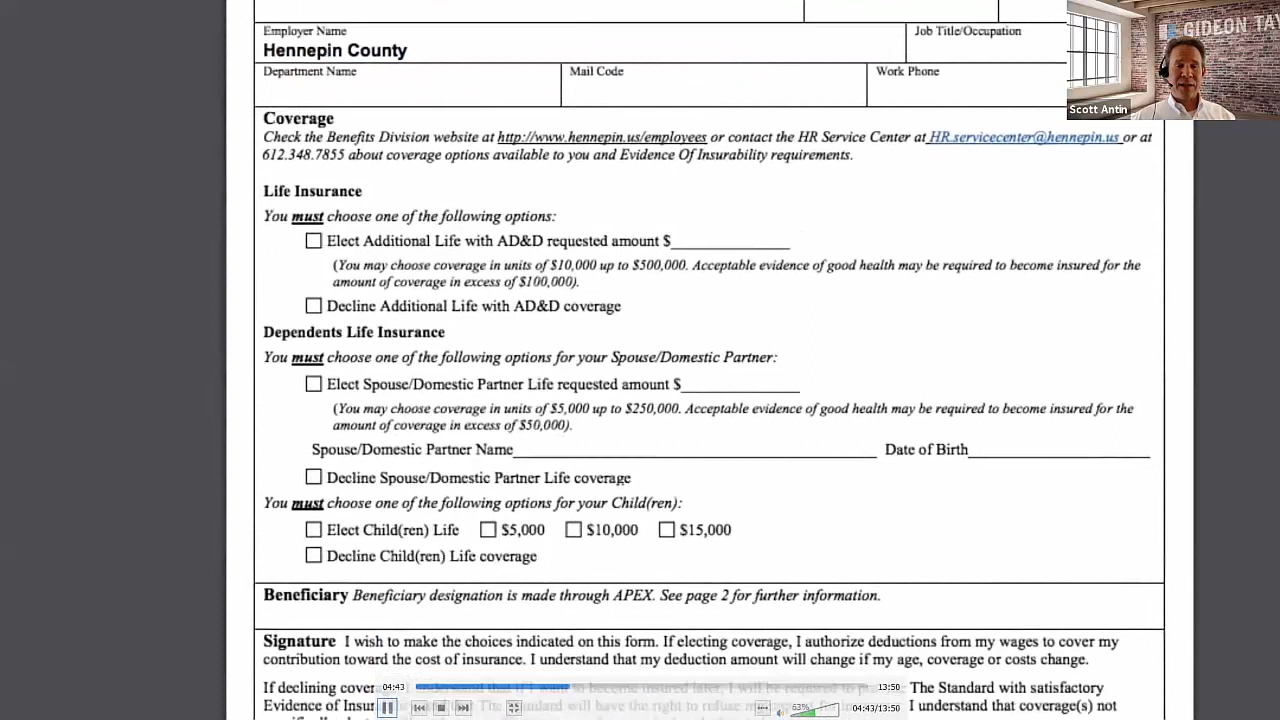 Employer Name
Hennepin County
Job Title/Occupation
Department Name
Mail Code
Work Phone
GIDEON TAY
Scott Antin
Coverage
Check the Benefits Division website at http://www.hennepin.us/employees or contact the HR Service Center at HR.servicecenter@hennepin.us or at
612.348.7855 about coverage options available to you and Evidence Of Insurability requirements.
Life Insurance
You must choose one of the following options:
Elect Additional Life with AD&D requested amount $
(You may choose coverage in units of $10,000 up to $500,000. Acceptable evidence of good health may be required to become insured for the
amount of coverage in excess of $100,000).
Decline Additional Life with AD&D coverage
Dependents Life Insurance
You must choose one of the following options for your Spouse/Domestic Partner:
Elect Spouse/Domestic Partner Life requested amount $
(You may choose coverage in units of $5,000 up to $250,000. Acceptable evidence of good health may be required to become insured for the
amount of coverage in excess of $50,000).
Spouse/Domestic Partner Name Date of Birth
Decline Spouse/Domestic Partner Life coverage
You must choose one of the following options for your Child(ren):
Elect Child(ren) Life $5,000 $10,000 $15,000
Decline Child(ren) Life coverage
Beneficiary Beneficiary designation is made through APEX. See page 2 for further information.
Signature I wish to make the choices indicated on this form. If electing coverage, I authorize deductions from my wages to cover my
contribution toward the cost of insurance. I understand that my deduction amount will change if my age, coverage or costs change.
If declining The Standard with satisfactory
Evidence of The Standard will have the right to refuse I understand that coverage(s) not
04:43 13:50
63% 04:43/13:50